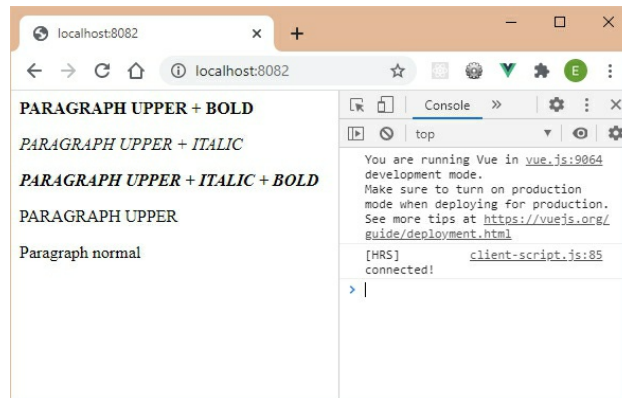 localhost:8082
localhost:8082
E
PARAGRAPH UPPER + BOLD
PARAGRAPH UPPER + ITALIC
PARAGRAPH UPPER + ITALIC + BOLD
PARAGRAPH UPPER
Paragraph normal
Console
top
You are running Vue in vue.js:9064
development mode.
Make sure to turn on production
mode when deploying for production.
See more tips at https://vuejs.org/
guide/deployment.html
[HRS] client-script.js:85
connected!